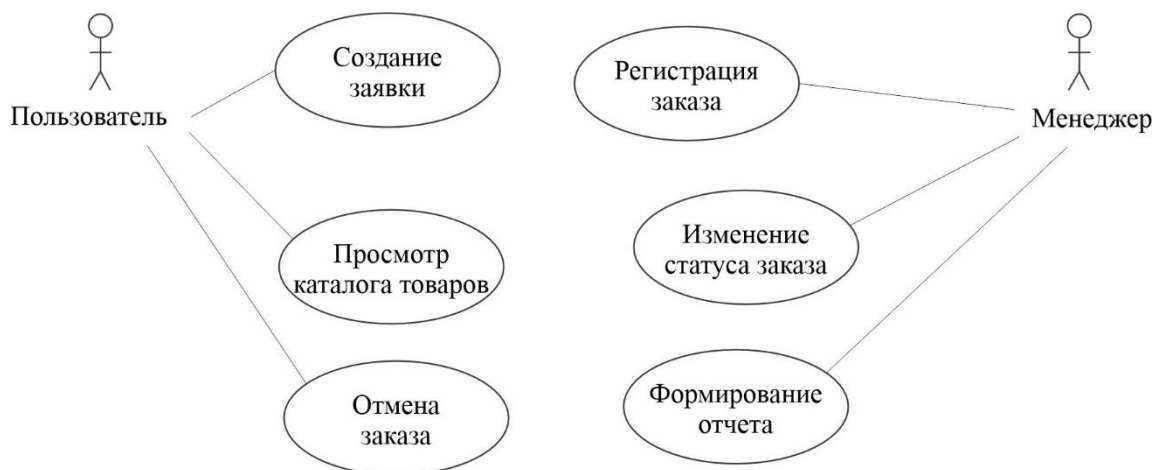 Пользователь
Создание
заявки
Просмотр
каталога товаров
Отмена
заказа
Регистрация
заказа
Менеджер
Изменение
статуса заказа
Формирование
отчета